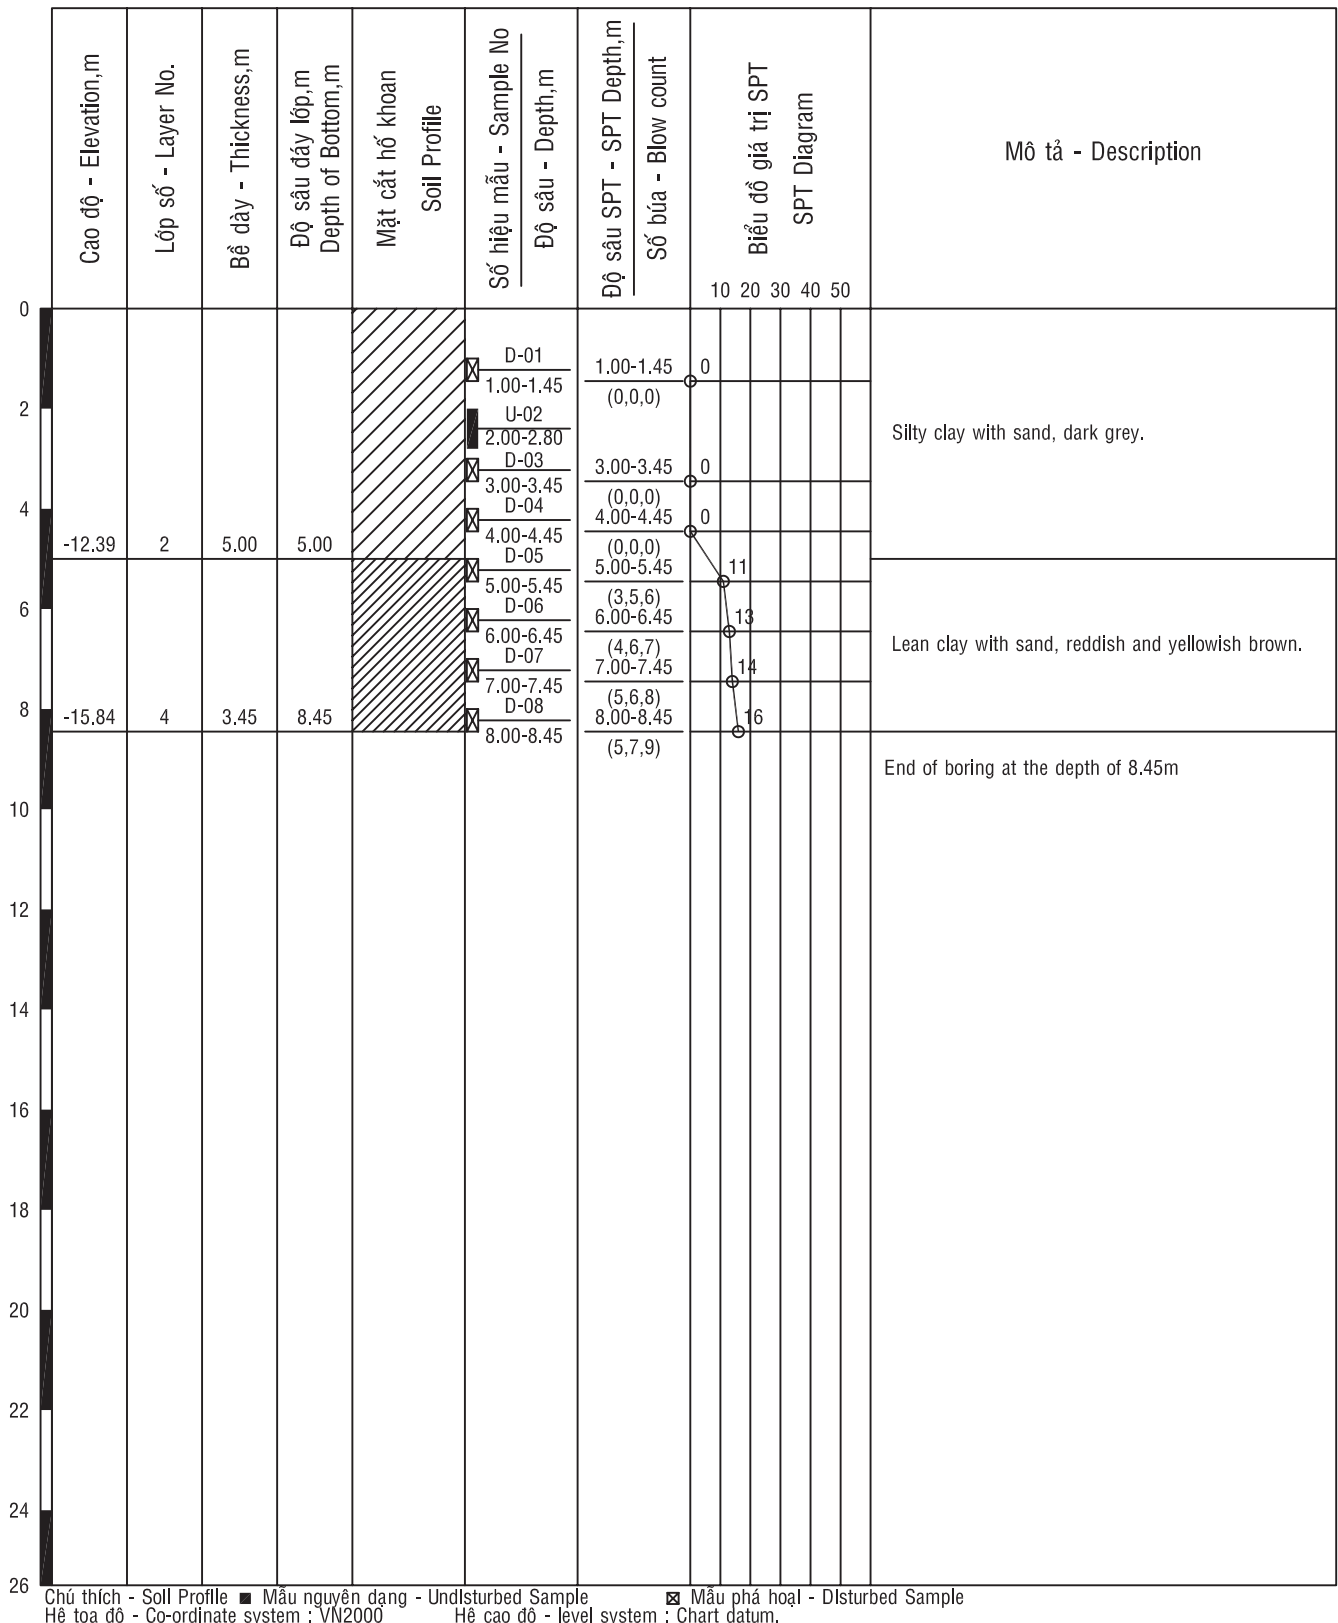 Cao độ - Elevation,m
Lớp số - Layer No.
Bề dày - Thickness,m
Độ sâu đáy lớp,m
Depth of Bottom,m
Mặt cắt hố khoan
Soil Profile
Số hiệu mẫu - Sample No
Độ sâu - Depth,m
Độ sâu SPT - SPT Depth,m
Số búa - Blow count
Biểu đồ giá trị SPT
SPT Diagram
10 20 30 40 50
Mô tả - Description
0
D-01
1.00-1.45
1.00-1.45
(0,0,0)
0
2
U-02
2.00-2.80
Silty clay with sand, dark grey.
D-03
3.00-3.45
3.00-3.45
(0,0,0)
0
4
D-04
4.00-4.45
4.00-4.45
(0,0,0)
0
-12.39 2 5.00 5.00
D-05
5.00-5.45
5.00-5.45
(3,5,6)
11
6
D-06
6.00-6.45
6.00-6.45
(4,6,7)
13
Lean clay with sand, reddish and yellowish brown.
D-07
7.00-7.45
7.00-7.45
(5,6,8)
14
8
-15.84 4 3.45 8.45
D-08
8.00-8.45
8.00-8.45
(5,7,9)
16
End of boring at the depth of 8.45m
10
12
14
16
18
20
22
24
26
Chú thích - Soil Profile Mẫu nguyên dạng - Undisturbed Sample Mẫu phá hoại - Disturbed Sample
Hệ tọa độ - Co-ordinate system : VN2000 Hệ cao độ - level system : Chart datum.